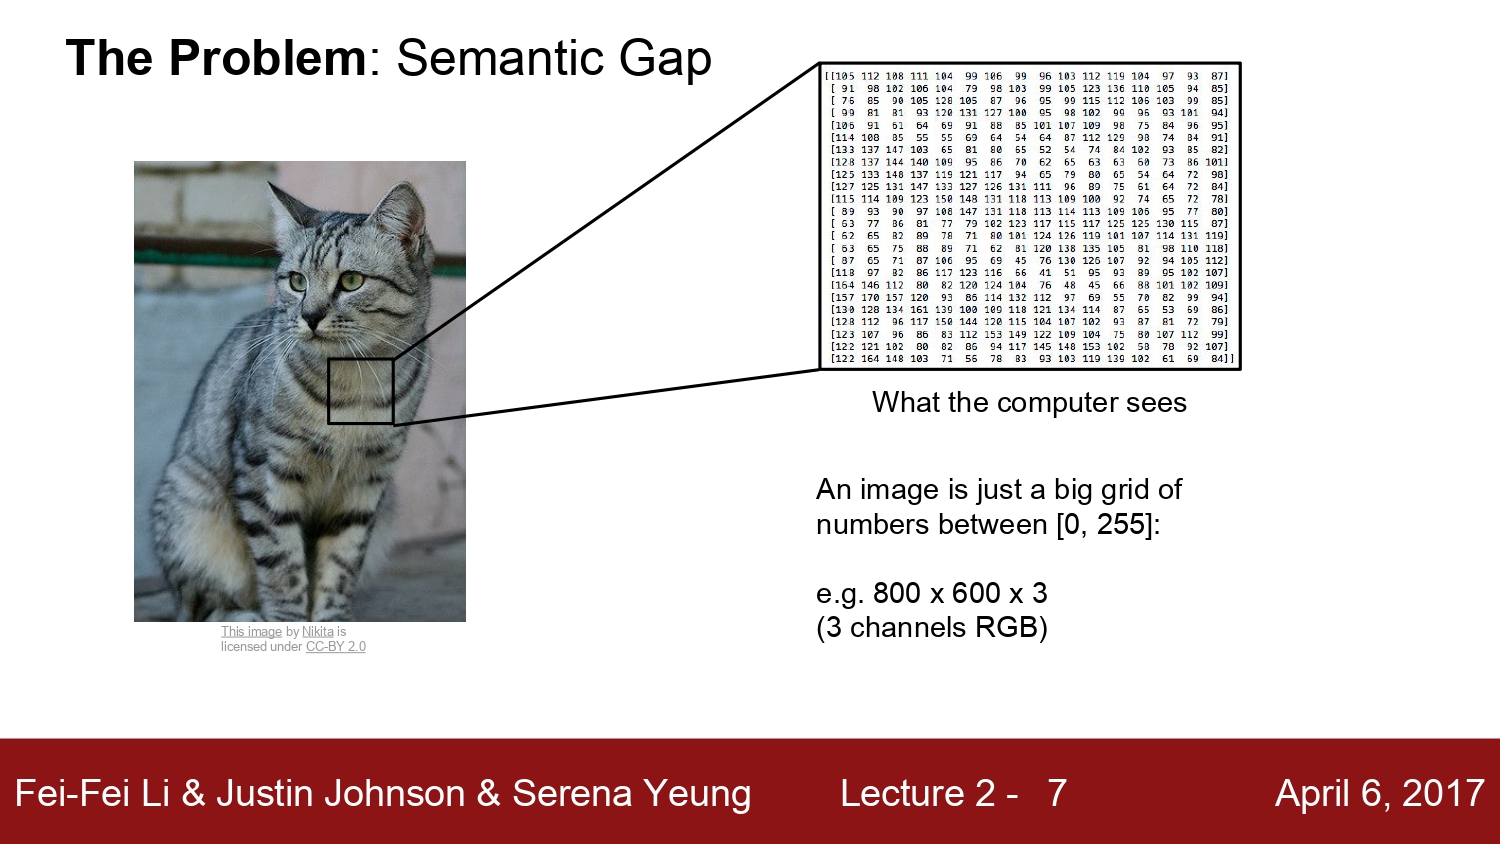 The Problem: Semantic Gap
[[105 112 108 111 104 99 106 99 96 103 112 119 104 97 93 87]
[ 91 98 102 106 104 79 98 103 99 105 123 136 110 105 94 85]
[ 76 85 90 105 128 105 87 96 95 99 115 112 106 103 99 85]
[ 99 81 81 93 120 131 127 100 95 98 102 99 96 93 101 94]
[106 91 61 64 69 91 88 85 101 107 109 98 75 84 96 95]
[114 108 85 55 55 69 64 54 64 87 112 129 98 74 84 91]
[133 137 147 103 65 81 80 65 52 54 74 84 102 93 85 82]
[128 137 144 140 109 95 86 70 62 65 63 63 60 73 86 101]
[125 133 148 137 119 121 117 94 65 79 80 65 54 64 72 98]
[127 125 131 147 133 127 126 131 111 96 89 75 61 64 72 84]
[115 114 109 123 150 148 131 118 113 109 100 92 74 65 72 78]
[ 89 93 90 97 108 147 131 118 113 114 113 109 106 95 77 80]
[ 63 77 86 81 77 79 102 123 117 115 117 125 125 130 115 87]
[ 62 65 82 89 78 71 80 101 124 126 119 101 107 114 131 119]
[ 63 65 75 88 89 71 62 81 120 138 135 105 81 98 110 118]
[ 87 65 71 87 106 95 69 45 76 130 126 107 92 94 105 112]
[118 97 82 86 117 123 116 66 41 51 95 93 89 95 102 107]
[164 146 112 80 82 120 124 104 76 48 45 66 88 101 102 109]
[157 170 157 120 93 86 114 132 112 97 69 55 70 82 99 94]
[130 128 134 161 139 100 109 118 121 134 114 87 65 53 69 86]
[128 112 96 117 150 144 120 115 104 107 102 93 87 81 72 79]
[123 107 96 86 83 112 153 149 122 109 104 75 80 107 112 99]
[122 121 102 80 82 86 94 117 145 148 153 102 58 78 92 107]
[122 164 148 103 71 56 78 83 93 103 119 139 102 61 69 84]]
What the computer sees
An image is just a big grid of
numbers between [0, 255]:
e.g. 800 x 600 x 3
(3 channels RGB)
This image by Nikita is
licensed under CC-BY 2.0
Fei-Fei Li & Justin Johnson & Serena Yeung Lecture 2 - 7 April 6, 2017